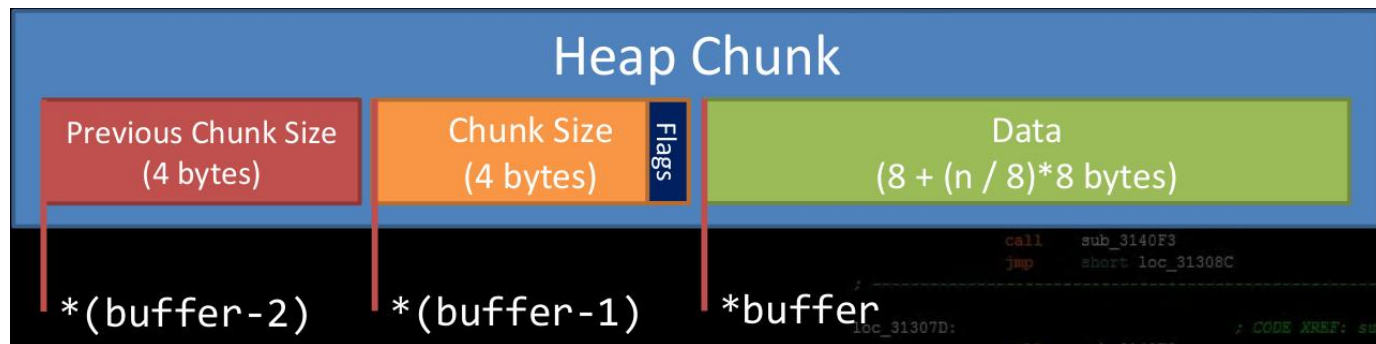 Heap Chunk
Previous Chunk Size
(4 bytes)
Chunk Size
(4 bytes)
Flags
Data
(8 + (n / 8)*8 bytes)
call sub_3140F3
jmp short loc_31308C
*(buffer-2)
*(buffer-1)
*buffer
loc_31307D:
; CODE XREF: